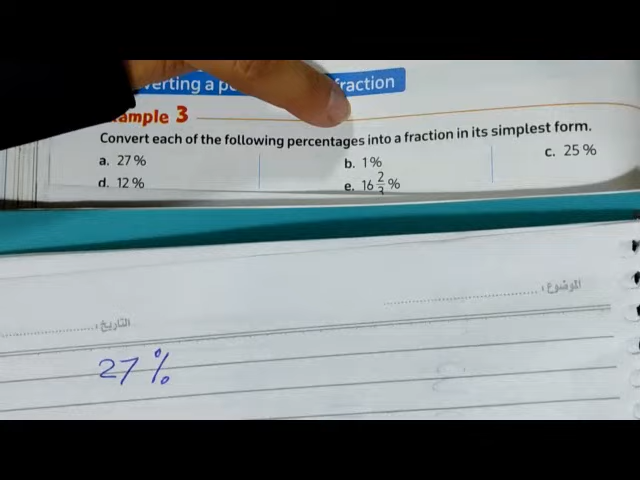 verting a p fraction
ample 3
Convert each of the following percentages into a fraction in its simplest form.
a. 27 % b. 1 % c. 25 %
d. 12 % e. 16 2/3 %
الموضوع :
التاريخ :
27 %